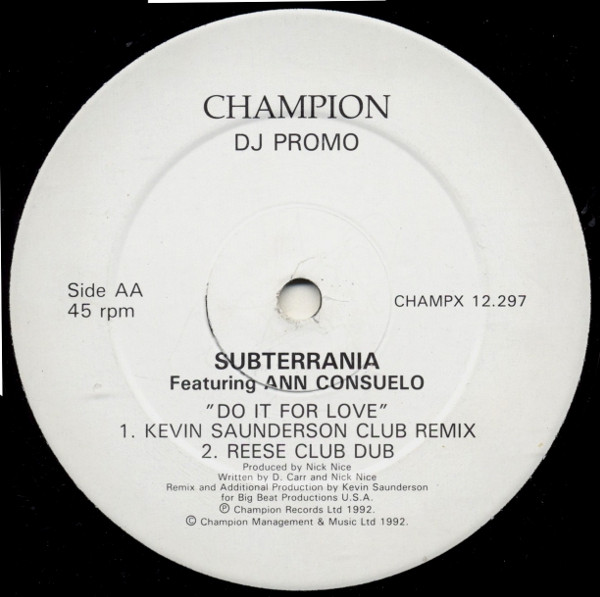 CHAMPION
DJ PROMO
Side AA
45 rpm
CHAMPX 12.297
SUBTERRANIA
Featuring ANN CONSUELO
"DO IT FOR LOVE"
1. KEVIN SAUNDERSON CLUB REMIX
2. REESE CLUB DUB
Produced by Nick Nice
Written by D. Carr and Nick Nice
Remix and Additional Production by Kevin Saunderson
for Big Beat Productions U.S.A.
℗ Champion Records Ltd 1992.
© Champion Management & Music Ltd 1992.